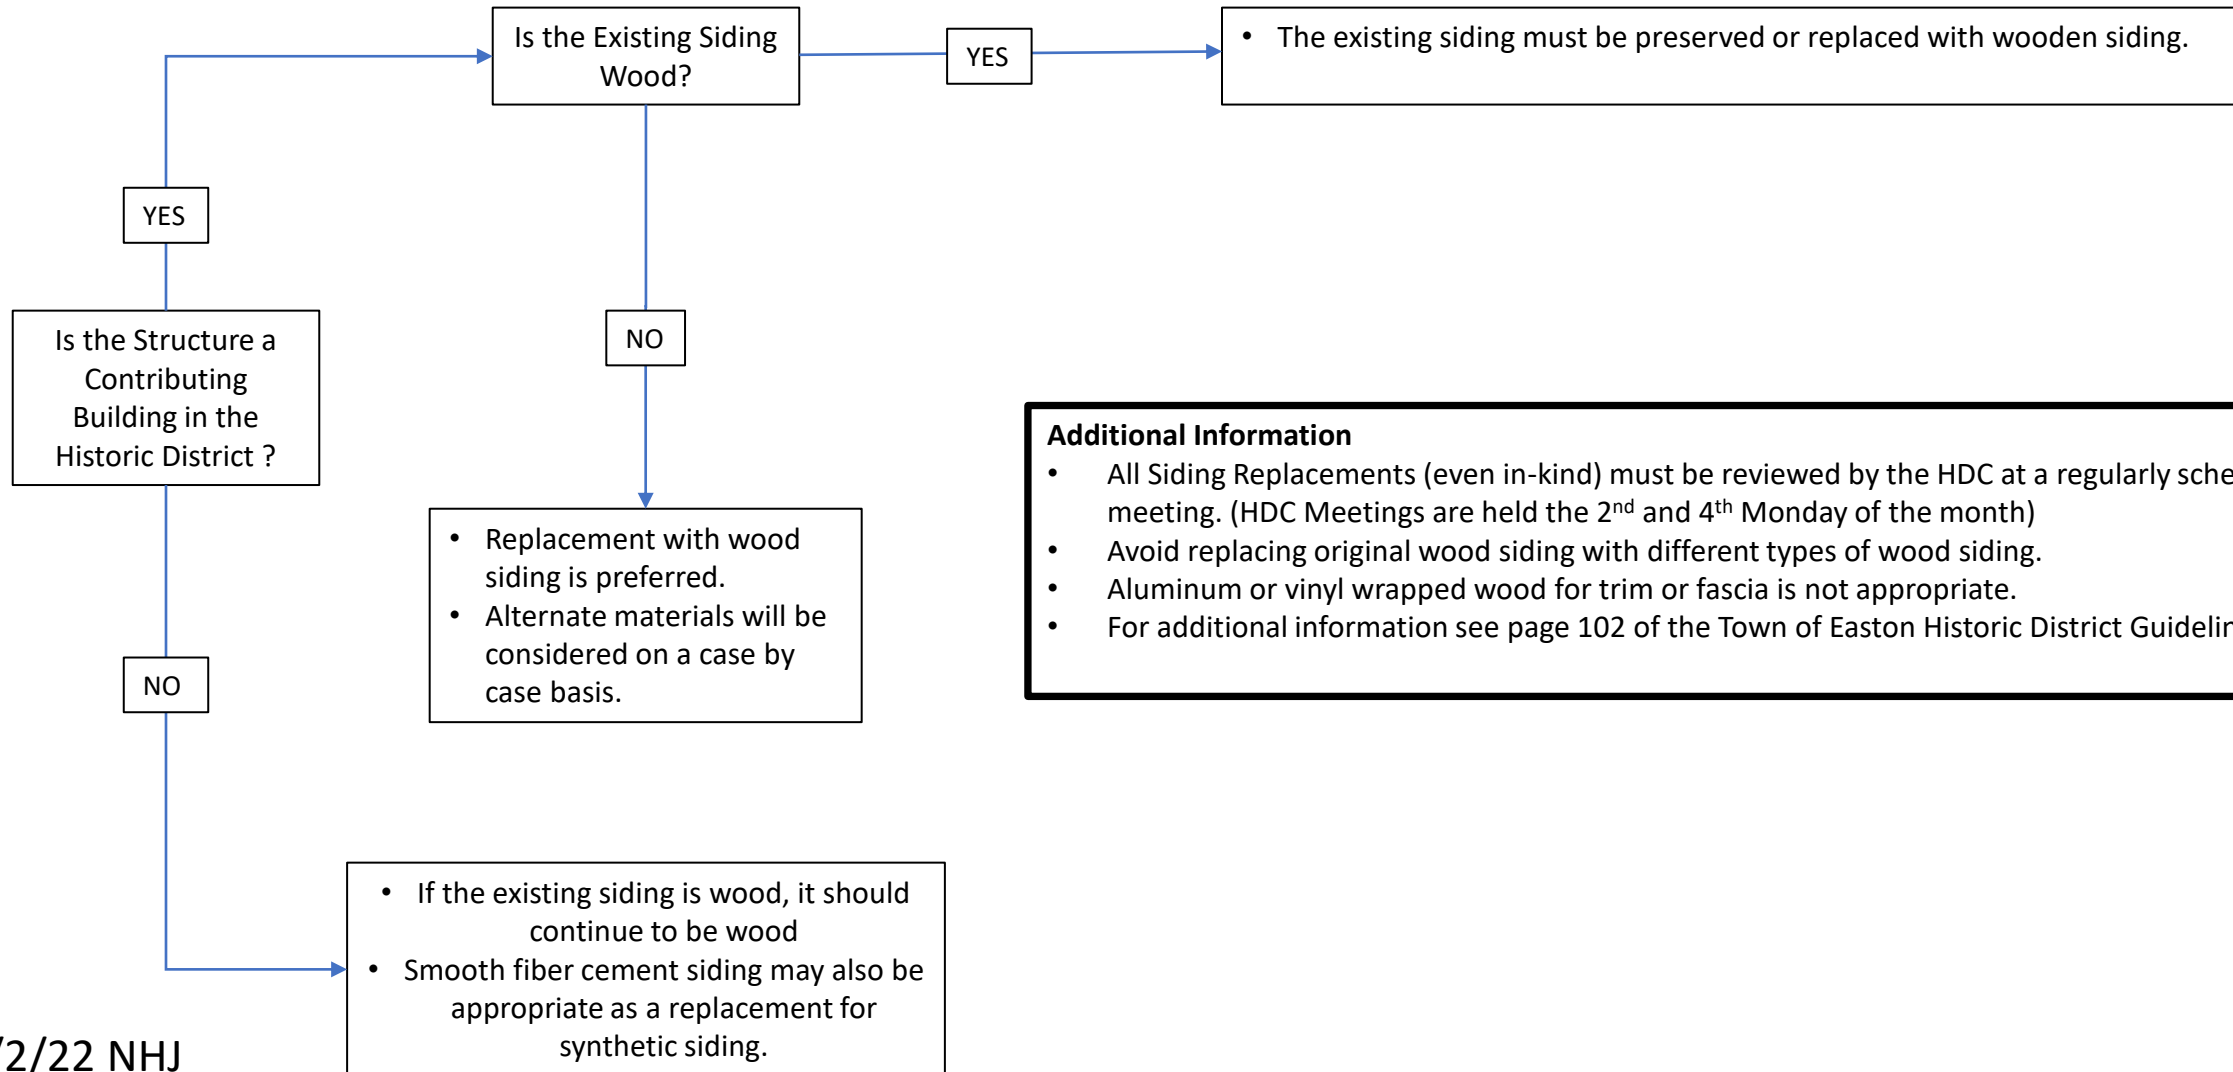 Is the Existing Siding
Wood?
YES
• The existing siding must be preserved or replaced with wooden siding.
YES
Is the Structure a
Contributing
Building in the
Historic District ?
NO
• Replacement with wood
siding is preferred.
• Alternate materials will be
considered on a case by
case basis.
Additional Information
• All Siding Replacements (even in-kind) must be reviewed by the HDC at a regularly
meeting. (HDC Meetings are held the 2nd and 4th Monday of the month)
• Avoid replacing original wood siding with different types of wood siding.
• Aluminum or vinyl wrapped wood for trim or fascia is not appropriate.
• For additional information see page 102 of the Town of Easton Historic District
NO
• If the existing siding is wood, it should
continue to be wood
• Smooth fiber cement siding may also be
appropriate as a replacement for
synthetic siding.
/2/22 NHJ